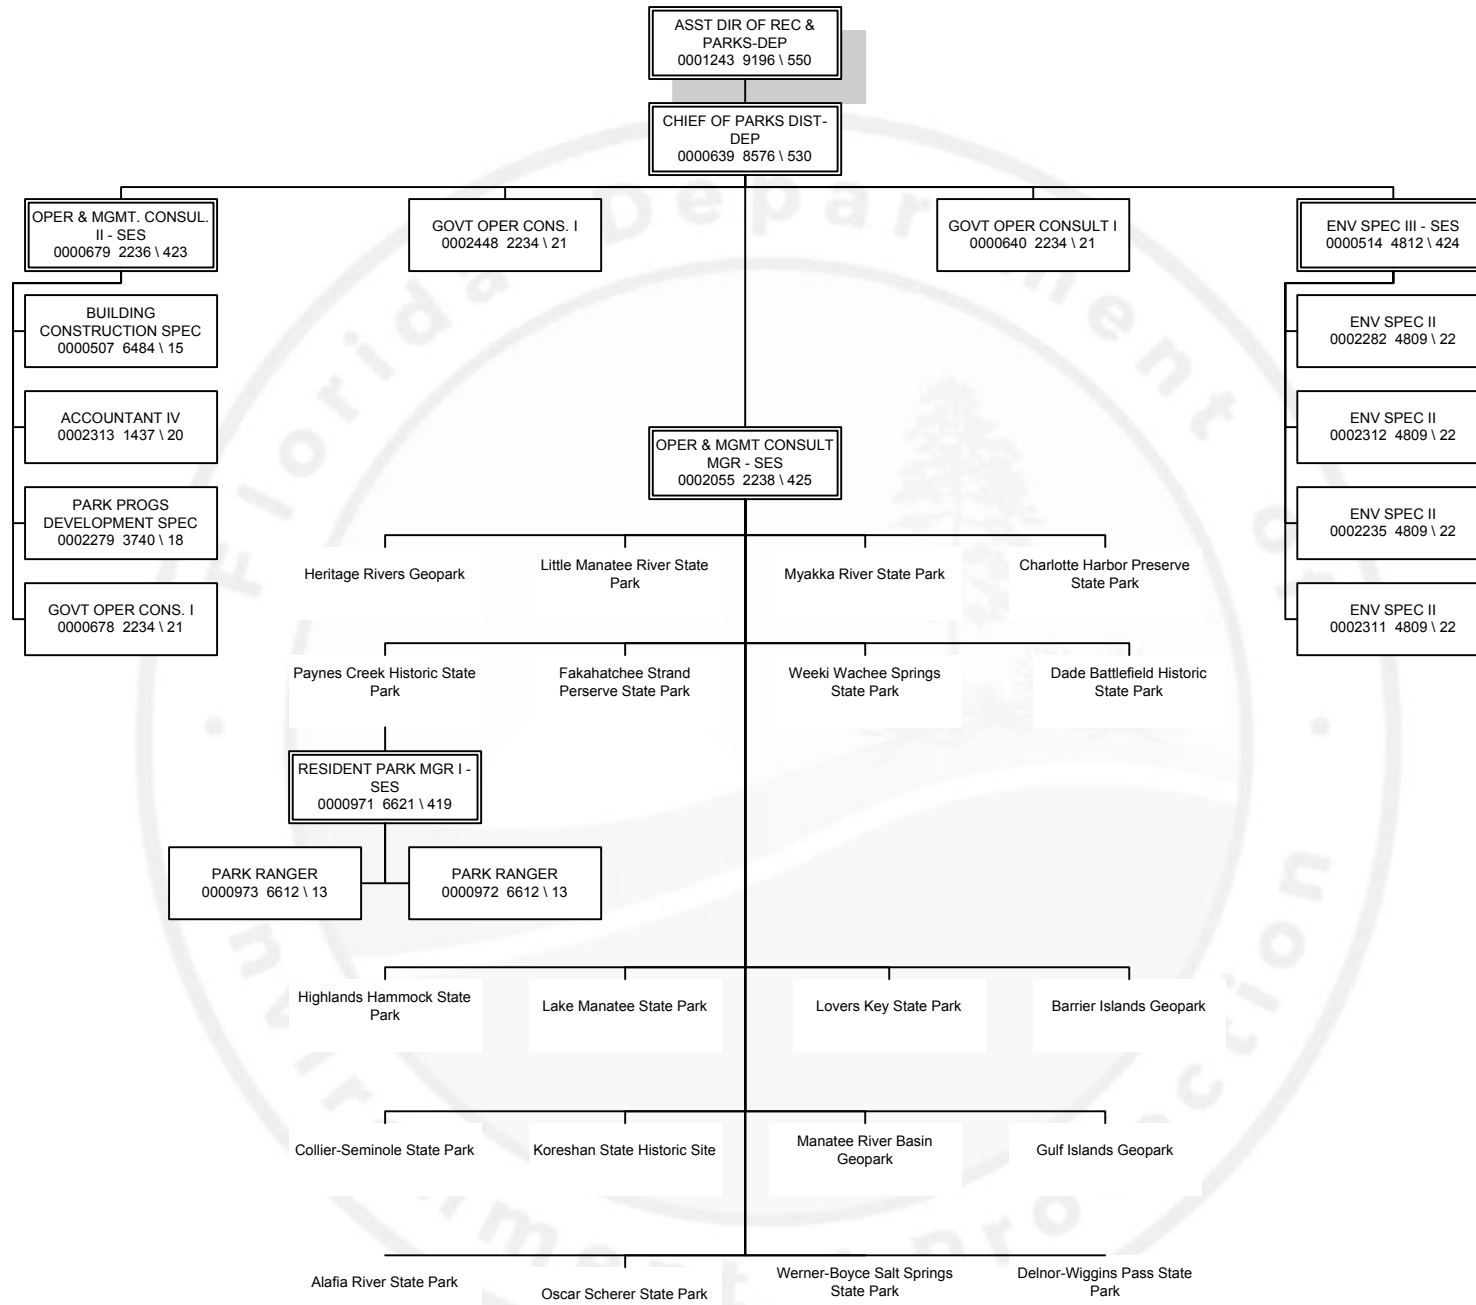 ASST DIR OF REC &
PARKS-DEP
0001243 9196 \ 550
CHIEF OF PARKS DIST-
DEP
0000639 8576 \ 530
OPER & MGMT. CONSUL.
II - SES
0000679 2236 \ 423
GOVT OPER CONS. I
0002448 2234 \ 21
GOVT OPER CONSULT I
0000640 2234 \ 21
ENV SPEC III - SES
0000514 4812 \ 424
BUILDING
CONSTRUCTION SPEC
0000507 6484 \ 15
ACCOUNTANT IV
0002313 1437 \ 20
PARK PROGS
DEVELOPMENT SPEC
0002279 3740 \ 18
GOVT OPER CONS. I
0000678 2234 \ 21
ENV SPEC II
0002282 4809 \ 22
ENV SPEC II
0002312 4809 \ 22
ENV SPEC II
0002235 4809 \ 22
ENV SPEC II
0002311 4809 \ 22
OPER & MGMT CONSULT
MGR - SES
0002055 2238 \ 425
Heritage Rivers Geopark
Little Manatee River State
Park
Myakka River State Park
Charlotte Harbor Preserve
State Park
Paynes Creek Historic State
Park
Fakahatchee Strand
Perserve State Park
Weeki Wachee Springs
State Park
Dade Battlefield Historic
State Park
RESIDENT PARK MGR I -
SES
0000971 6621 \ 419
PARK RANGER
0000973 6612 \ 13
PARK RANGER
0000972 6612 \ 13
Highlands Hammock State
Park
Lake Manatee State Park
Lovers Key State Park
Barrier Islands Geopark
Collier-Seminole State Park
Koreshan State Historic Site
Manatee River Basin
Geopark
Gulf Islands Geopark
Alafia River State Park
Oscar Scherer State Park
Werner-Boyce Salt Springs
State Park
Delnor-Wiggins Pass State
Park
Florida Department of
Environmental Protection